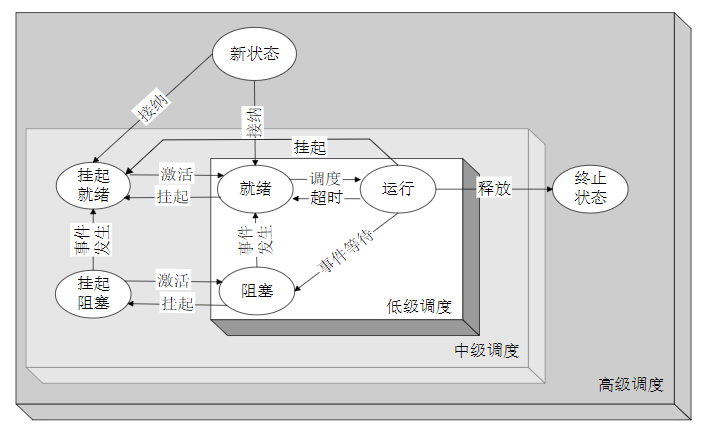 新状态
接纳
接纳
挂起
挂起
就绪
激活
挂起
就绪
调度
超时
运行
释放
终止
状态
事件
发生
事件
发生
事件等待
挂起
阻塞
激活
挂起
阻塞
低级调度
中级调度
高级调度